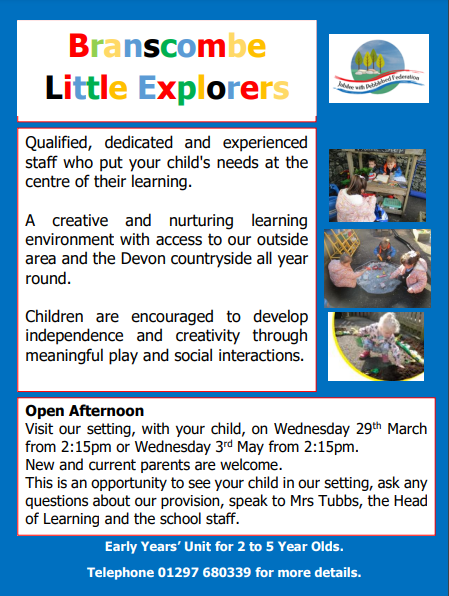 Branscombe
Little Explorers
Jubilee with Debbiesford Federation
Qualified, dedicated and experienced
staff who put your child's needs at the
centre of their learning.
A creative and nurturing learning
environment with access to our outside
area and the Devon countryside all year
round.
Children are encouraged to develop
independence and creativity through
meaningful play and social interactions.
Open Afternoon
Visit our setting, with your child, on Wednesday 29th March
from 2:15pm or Wednesday 3rd May from 2:15pm.
New and current parents are welcome.
This is an opportunity to see your child in our setting, ask any
questions about our provision, speak to Mrs Tubbs, the Head
of Learning and the school staff.
Early Years’ Unit for 2 to 5 Year Olds.
Telephone 01297 680339 for more details.